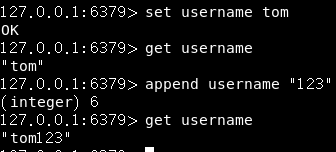 127.0.0.1:6379> set username tom
OK
127.0.0.1:6379> get username
"tom"
127.0.0.1:6379> append username "123"
(integer) 6
127.0.0.1:6379> get username
"tom123"